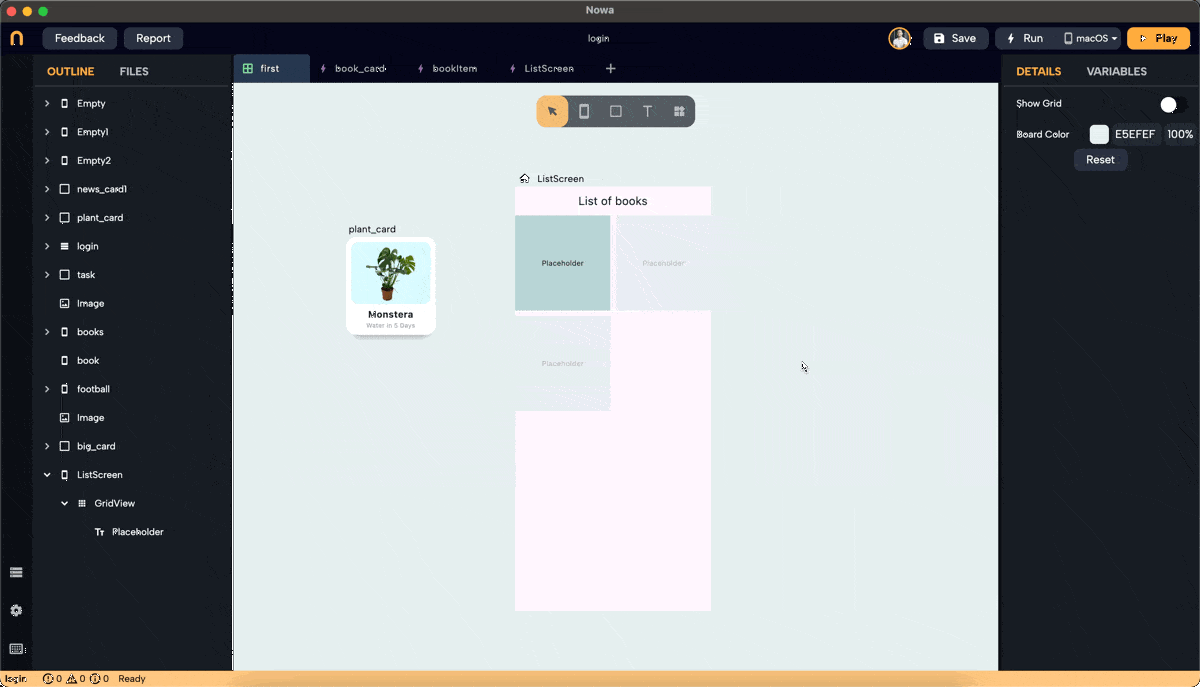 Nowa
Feedback
Report
login
Save
Run
macOS
Play
OUTLINE
FILES
first
book_card
bookItem
ListScreen
DETAILS
VARIABLES
Empty
Empty1
Empty2
news_card1
plant_card
login
task
Image
books
book
football
Image
big_card
ListScreen
GridView
Placeholder
plant_card
Monstera
Water in 5 Days
ListScreen
List of books
Placeholder
Placeholder
Placeholder
Show Grid
Board Color
E5EFEF
100%
Reset
login
0
0
0
Ready